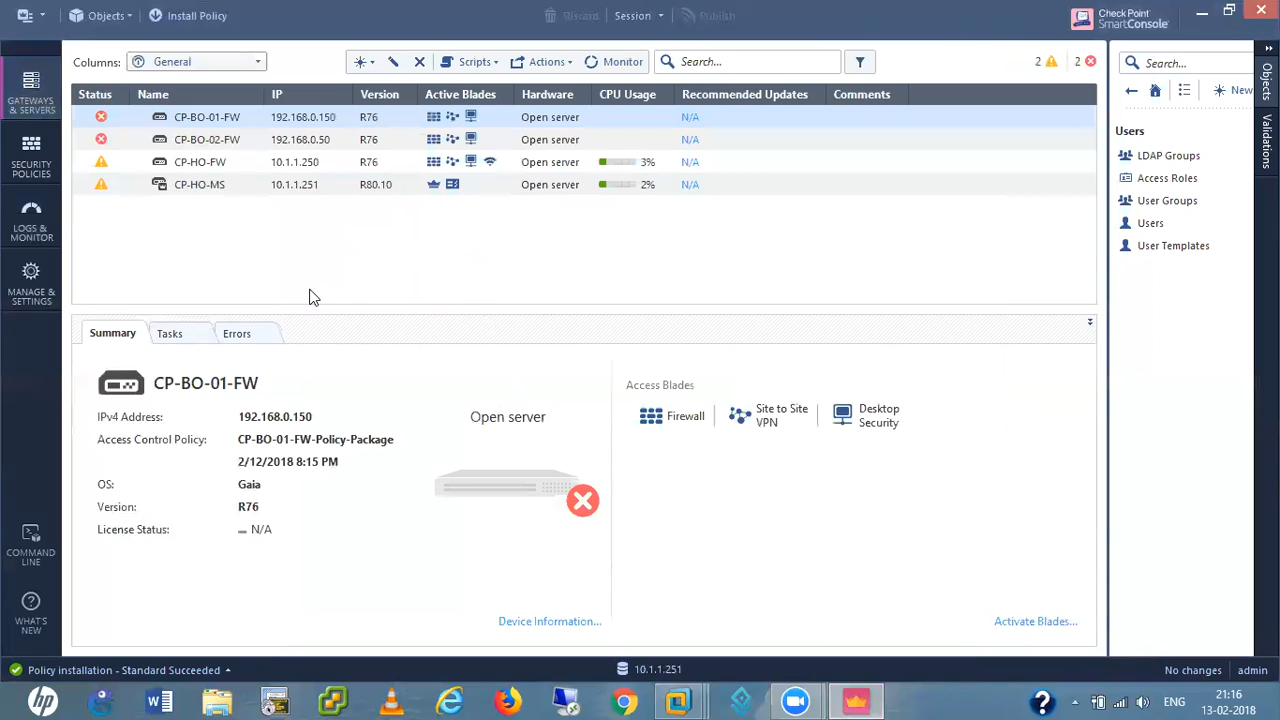 Objects
Install Policy
Discard
Session
Publish
Check Point
SmartConsole
GATEWAYS
& SERVERS
SECURITY
POLICIES
LOGS &
MONITOR
MANAGE &
SETTINGS
COMMAND
LINE
WHAT'S
NEW
Columns: General
Scripts
Actions
Monitor
Search...
2 2
Status Name IP Version Active Blades Hardware CPU Usage Recommended Updates Comments
CP-BO-01-FW 192.168.0.150 R76 Open server N/A
CP-BO-02-FW 192.168.0.50 R76 Open server N/A
CP-HO-FW 10.1.1.250 R76 Open server 3% N/A
CP-HO-MS 10.1.1.251 R80.10 Open server 2% N/A
Summary Tasks Errors
CP-BO-01-FW
IPv4 Address: 192.168.0.150
Access Control Policy: CP-BO-01-FW-Policy-Package
2/12/2018 8:15 PM
OS: Gaia
Version: R76
License Status: N/A
Open server
Device Information...
Access Blades
Firewall
Site to Site
VPN
Desktop
Security
Activate Blades...
Search...
New
Users
LDAP Groups
Access Roles
User Groups
Users
User Templates
Objects
Validations
Policy installation - Standard Succeeded
10.1.1.251
No changes
admin
ENG
21:16
13-02-2018